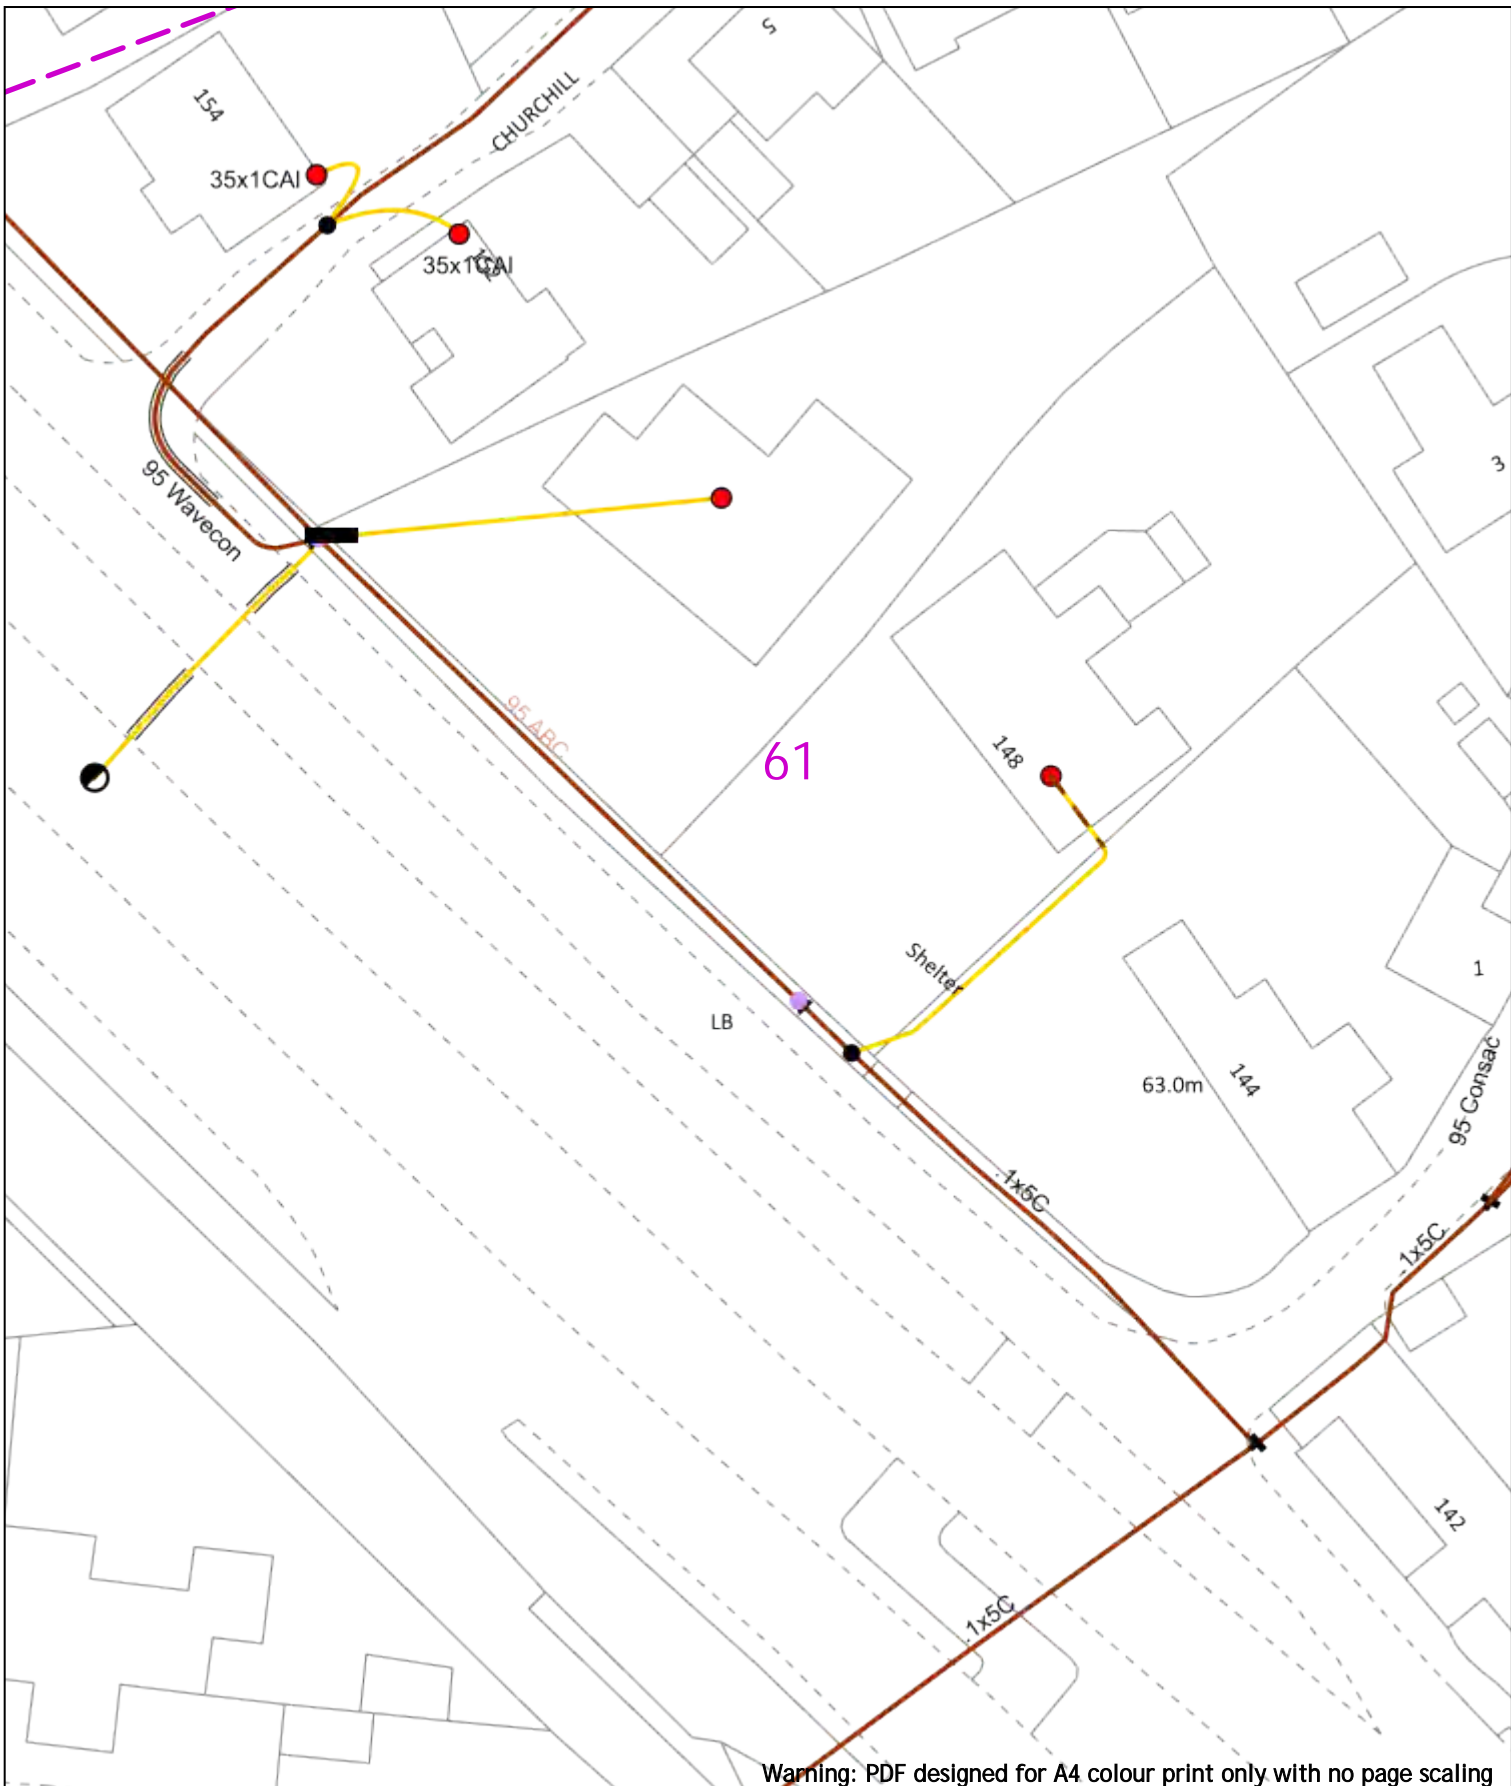 5
154
CHURCHILL
35x1CAI
35x1CAI
3
95 Wavecon
95 ABC
61
148
Shelter
1
LB
63.0m
144
95 Consac
.1x5C
.1x5C
142
.1x5C
Warning: PDF designed for A4 colour print only with no page scaling